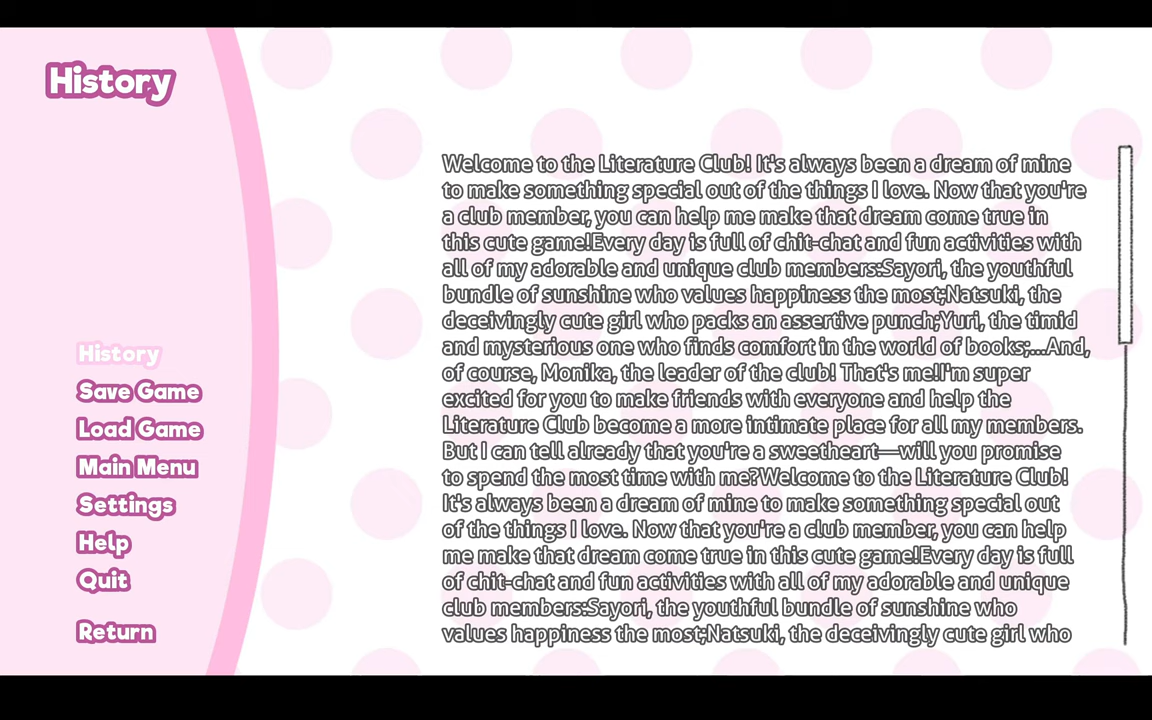 History
Welcome to the Literature Club! It's always been a dream of mine
to make something special out of the things I love. Now that you're
a club member, you can help me make that dream come true in
this cute game!Every day is full of chit-chat and fun activities with
all of my adorable and unique club members:Sayori, the youthful
bundle of sunshine who values happiness the most;Natsuki, the
deceivingly cute girl who packs an assertive punch;Yuri, the timid
and mysterious one who finds comfort in the world of books;...And,
of course, Monika, the leader of the club! That's me!I'm super
excited for you to make friends with everyone and help the
Literature Club become a more intimate place for all my members.
But I can tell already that you're a sweetheart—will you promise
to spend the most time with me?Welcome to the Literature Club!
It's always been a dream of mine to make something special out
of the things I love. Now that you're a club member, you can help
me make that dream come true in this cute game!Every day is full
of chit-chat and fun activities with all of my adorable and unique
club members:Sayori, the youthful bundle of sunshine who
values happiness the most;Natsuki, the deceivingly cute girl who
History
Save Game
Load Game
Main Menu
Settings
Help
Quit
Return